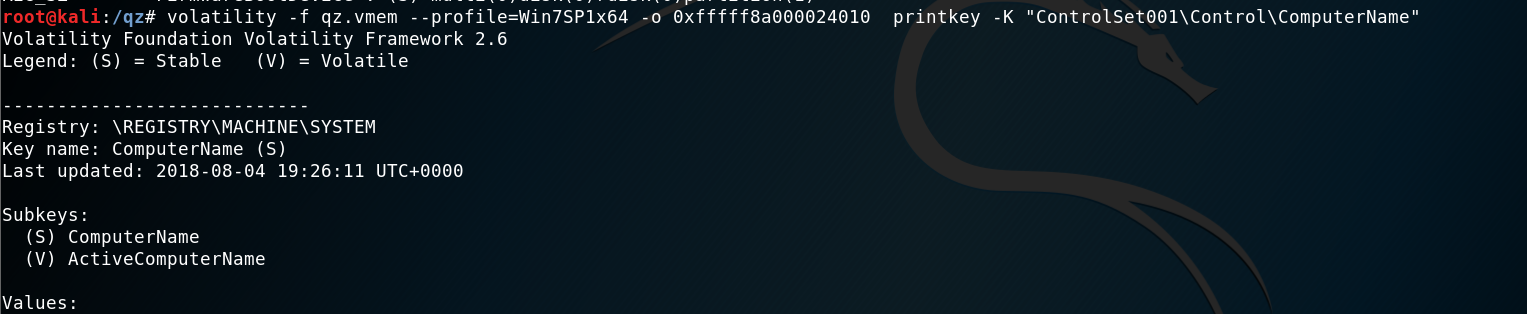 root@kali:/qz# volatility -f qz.vmem --profile=Win7SP1x64 -o 0xfffff8a000024010  printkey -K "ControlSet001\Control\ComputerName"
Volatility Foundation Volatility Framework 2.6
Legend: (S) = Stable   (V) = Volatile
----------------------------
Registry: \REGISTRY\MACHINE\SYSTEM
Key name: ComputerName (S)
Last updated: 2018-08-04 19:26:11 UTC+0000
Subkeys:
  (S) ComputerName
  (V) ActiveComputerName
Values: